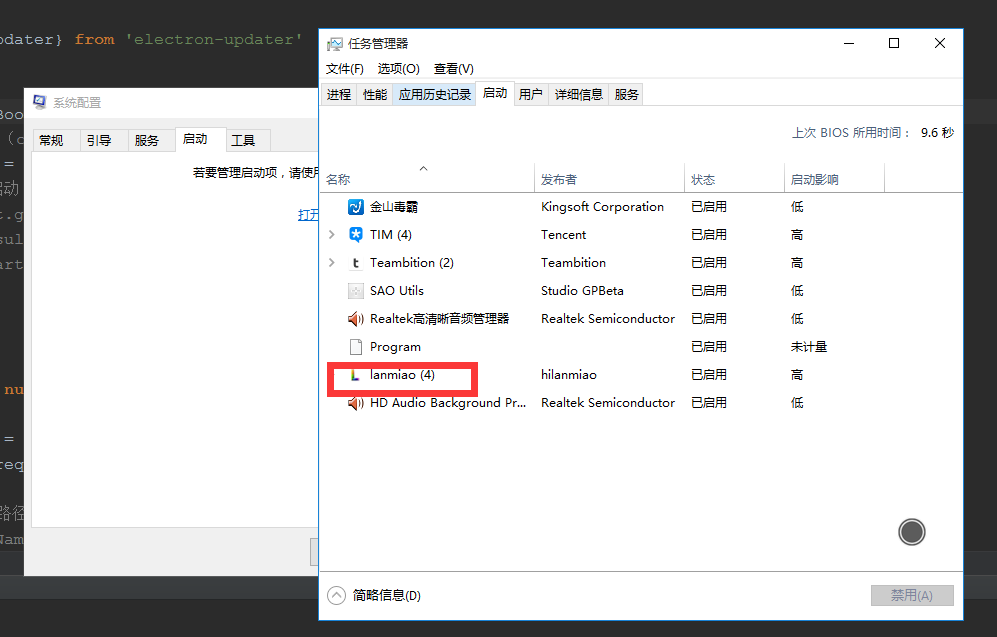 odater} from 'electron-updater'
任务管理器
文件(F) 选项(O) 查看(V)
进程 性能 应用历史记录 启动 用户 详细信息 服务
上次 BIOS 所用时间： 9.6 秒
名称 发布者 状态 启动影响
金山毒霸 Kingsoft Corporation 已启用 低
TIM (4) Tencent 已启用 高
Teambition (2) Teambition 已启用 高
SAO Utils Studio GPBeta 已启用 低
Realtek高清晰音频管理器 Realtek Semiconductor 已启用 低
Program 已启用 未计量
lanmiao (4) hilanmiao 已启用 高
HD Audio Background Pr... Realtek Semiconductor 已启用 低
简略信息(D) 禁用(A)
系统配置
常规 引导 服务 启动 工具
若要管理启动项，请使用
打开
Boo
=
启动
t.g
sul
art
nu
=
req
路径
Nam